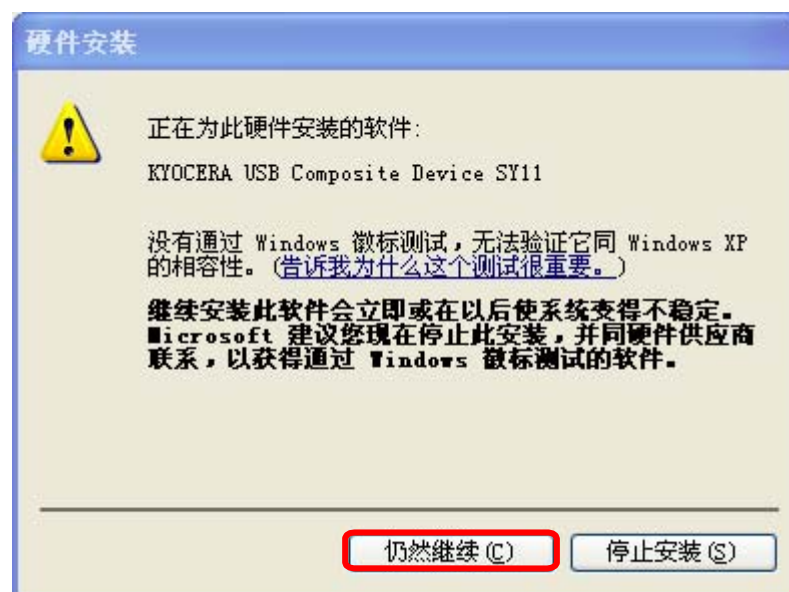 硬件安装
正在为此硬件安装的软件:
KYOCERA USB Composite Device SY11
没有通过 Windows 徽标测试，无法验证它同 Windows XP
的相容性。(告诉我为什么这个测试很重要。)
继续安装此软件会立即或在以后使系统变得不稳定。
Microsoft 建议您现在停止此安装，并同硬件供应商
联系，以获得通过 Windows 徽标测试的软件。
仍然继续(C)
停止安装(S)